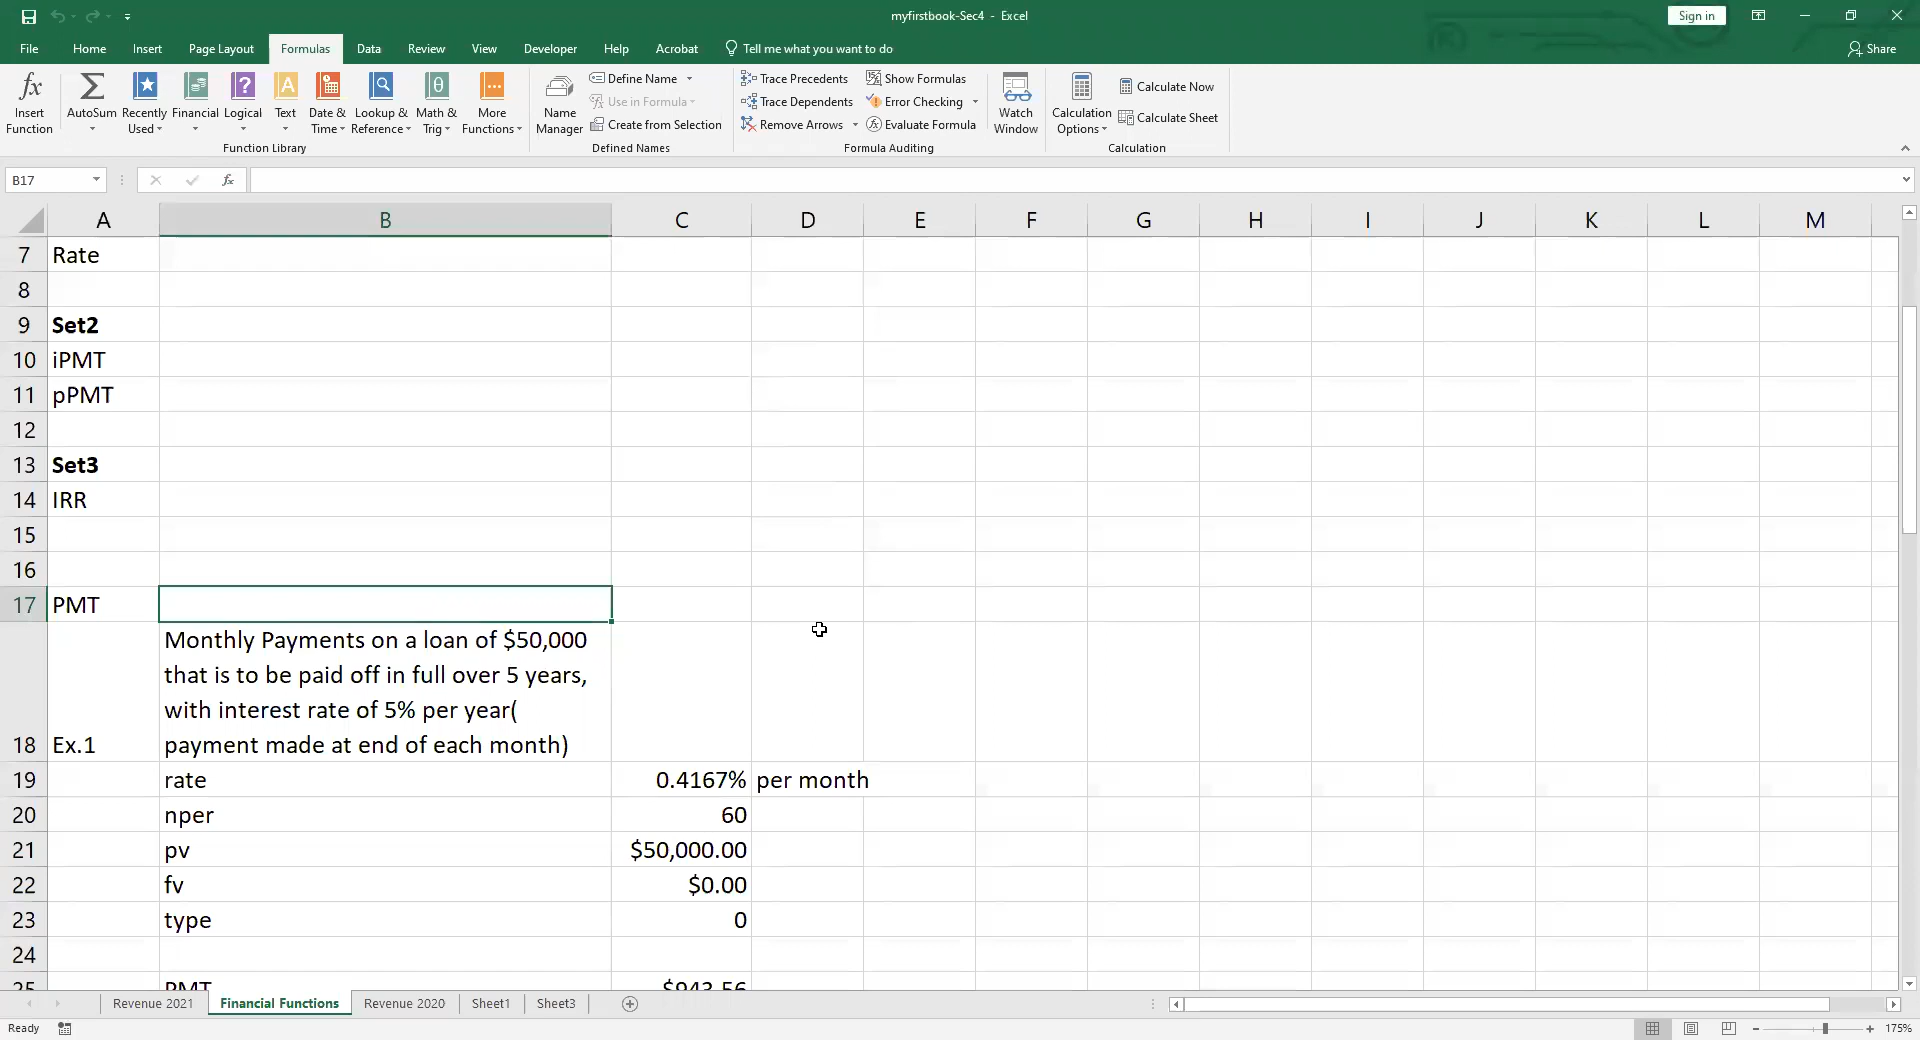 myfirstbook-Sec4 - Excel
Sign in
File Home Insert Page Layout Formulas Data Review View Developer Help Acrobat Tell me what you want to do Share
fx Insert Function
AutoSum
Recently Used
Financial
Logical
Text
Date & Time
Lookup & Reference
Math & Trig
More Functions
Function Library
Name Manager
Define Name
Use in Formula
Create from Selection
Defined Names
Trace Precedents
Trace Dependents
Remove Arrows
Show Formulas
Error Checking
Evaluate Formula
Formula Auditing
Watch Window
Calculation Options
Calculate Now
Calculate Sheet
Calculation
B17 fx
A B C D E F G H I J K L M
7 Rate
8
9 Set2
10 iPMT
11 pPMT
12
13 Set3
14 IRR
15
16
17 PMT
Monthly Payments on a loan of $50,000
that is to be paid off in full over 5 years,
with interest rate of 5% per year(
18 Ex.1 payment made at end of each month)
19 rate 0.4167% per month
20 nper 60
21 pv $50,000.00
22 fv $0.00
23 type 0
24
25 PMT $943.56
Revenue 2021 Financial Functions Revenue 2020 Sheet1 Sheet3
Ready 175%